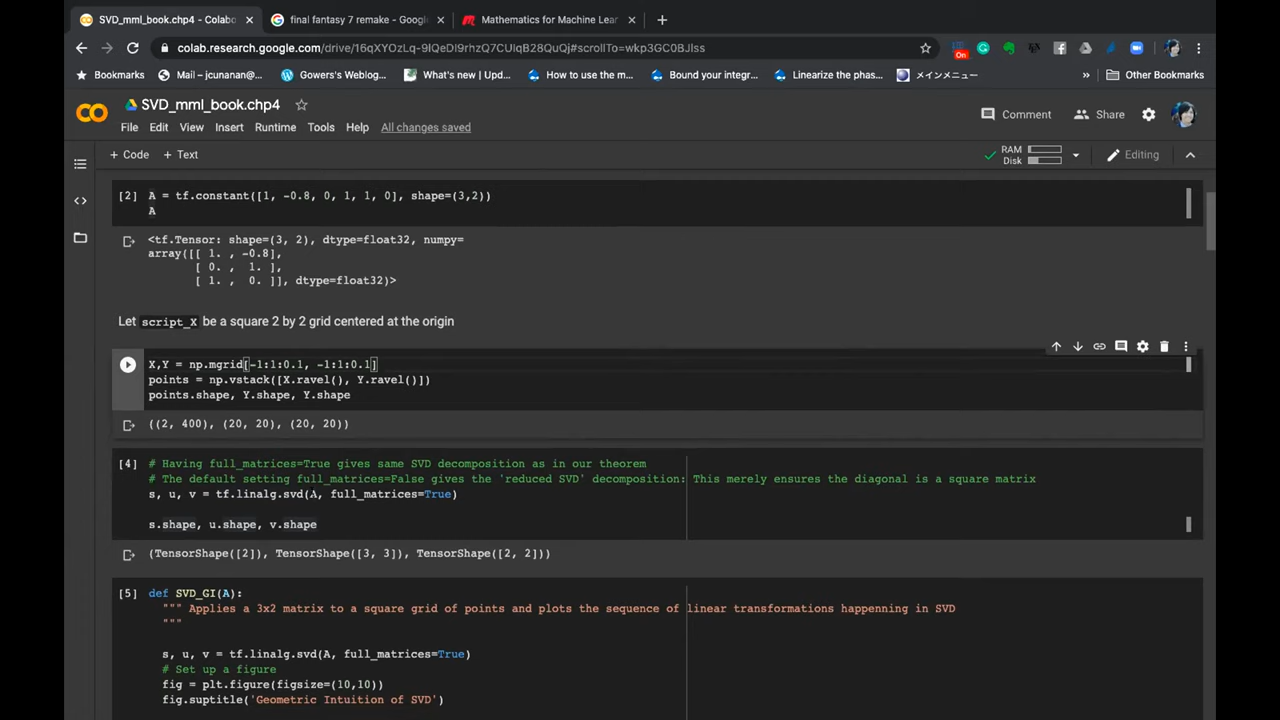 SVD_mml_book.chp4 - Colabo
final fantasy 7 remake - Google
Mathematics for Machine Lear
colab.research.google.com/drive/16qXYOzLq-9IQeDl9rhzQ7CUlqB28QuQj#scrollTo=wkp3GC0BJlss
On
Bookmarks
Mail – jcunanan@...
Gowers's Weblog...
What's new | Upd...
How to use the m...
Bound your integr...
Linearize the phas...
メインメニュー
»
Other Bookmarks
SVD_mml_book.chp4
Comment
Share
File Edit View Insert Runtime Tools Help All changes saved
+ Code + Text
RAM
Disk
Editing
[2] A = tf.constant([1, -0.8, 0, 1, 1, 0], shape=(3,2))
A
<tf.Tensor: shape=(3, 2), dtype=float32, numpy=
array([[ 1. , -0.8],
[ 0. , 1. ],
[ 1. , 0. ]], dtype=float32)>
Let script_X be a square 2 by 2 grid centered at the origin
X,Y = np.mgrid[-1:1:0.1, -1:1:0.1]
points = np.vstack([X.ravel(), Y.ravel()])
points.shape, Y.shape, Y.shape
((2, 400), (20, 20), (20, 20))
[4] # Having full_matrices=True gives same SVD decomposition as in our theorem
# The default setting full_matrices=False gives the 'reduced SVD' decomposition: This merely ensures the diagonal is a square matrix
s, u, v = tf.linalg.svd(A, full_matrices=True)
s.shape, u.shape, v.shape
(TensorShape([2]), TensorShape([3, 3]), TensorShape([2, 2]))
[5] def SVD_GI(A):
""" Applies a 3x2 matrix to a square grid of points and plots the sequence of linear transformations happenning in SVD
"""
s, u, v = tf.linalg.svd(A, full_matrices=True)
# Set up a figure
fig = plt.figure(figsize=(10,10))
fig.suptitle('Geometric Intuition of SVD')